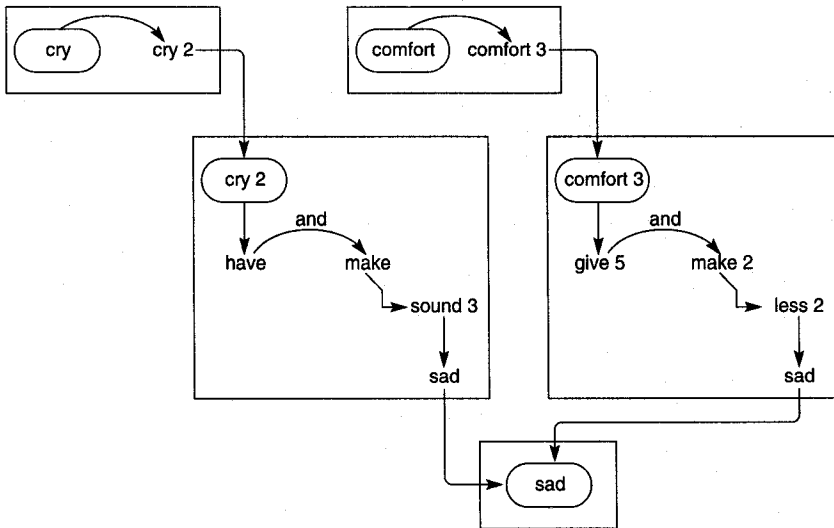 cry cry 2 comfort comfort 3
cry 2 comfort 3
and and
have make give 5 make 2
sound 3 less 2
sad sad
sad